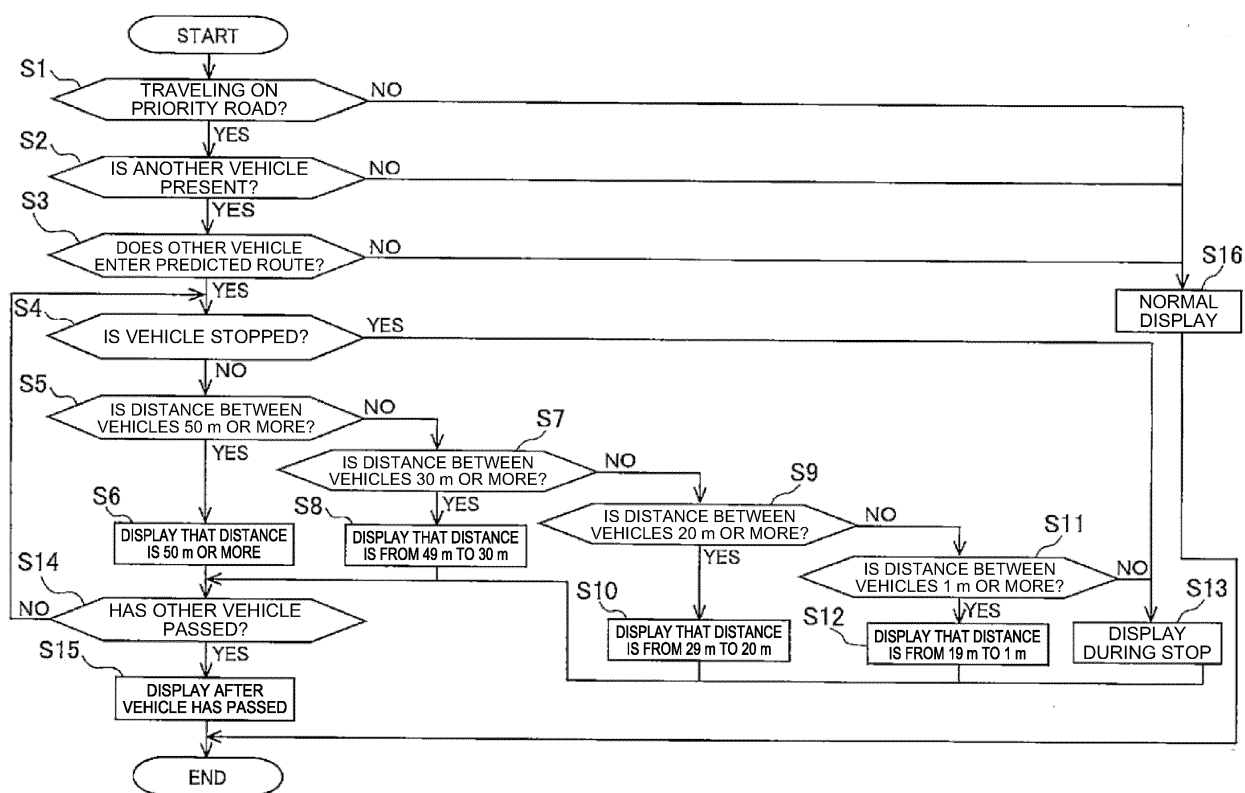 START
S1
TRAVELING ON
PRIORITY ROAD?
NO
YES
S2
IS ANOTHER VEHICLE
PRESENT?
NO
YES
S3
DOES OTHER VEHICLE
ENTER PREDICTED ROUTE?
NO
YES
S16
NORMAL
DISPLAY
S4
IS VEHICLE STOPPED?
YES
NO
S5
IS DISTANCE BETWEEN
VEHICLES 50 m OR MORE?
NO
YES
S7
IS DISTANCE BETWEEN
VEHICLES 30 m OR MORE?
NO
YES
S9
IS DISTANCE BETWEEN
VEHICLES 20 m OR MORE?
NO
YES
S11
IS DISTANCE BETWEEN
VEHICLES 1 m OR MORE?
NO
YES
S6
DISPLAY THAT DISTANCE
IS 50 m OR MORE
S8
DISPLAY THAT DISTANCE
IS FROM 49 m TO 30 m
S10
DISPLAY THAT DISTANCE
IS FROM 29 m TO 20 m
S12
DISPLAY THAT DISTANCE
IS FROM 19 m TO 1 m
S13
DISPLAY
DURING STOP
S14
NO
HAS OTHER VEHICLE
PASSED?
YES
S15
DISPLAY AFTER
VEHICLE HAS PASSED
END